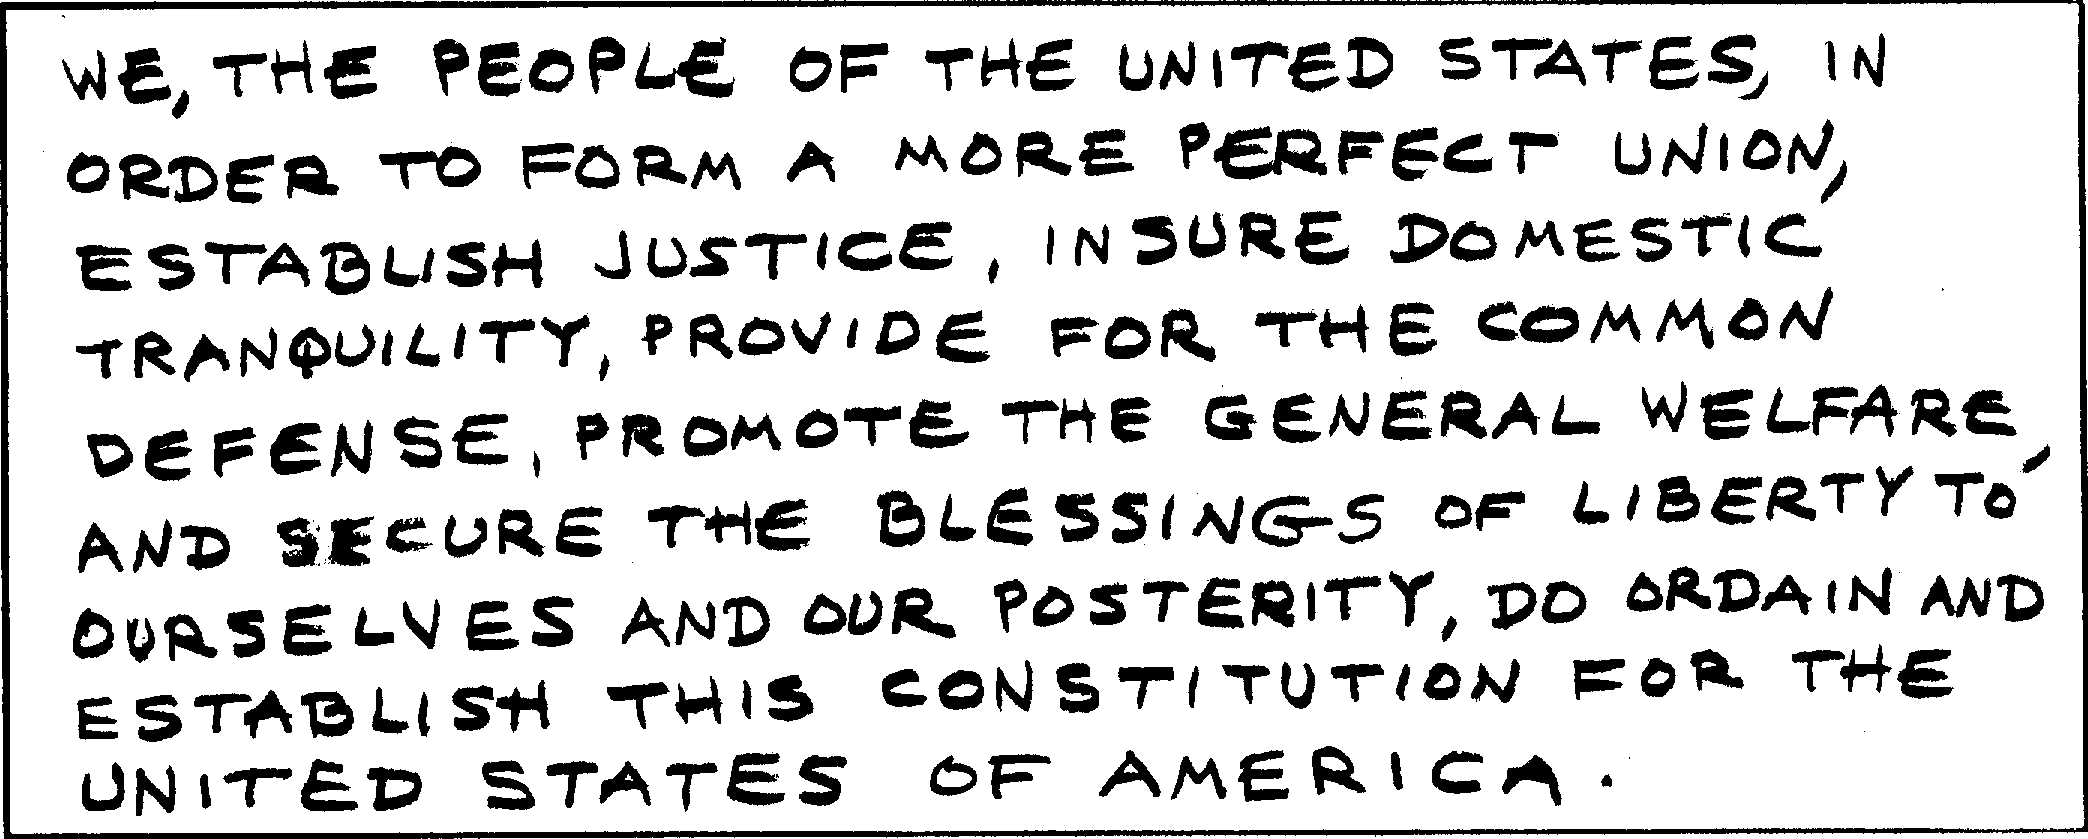 WE, THE PEOPLE OF THE UNITED STATES, IN
ORDER TO FORM A MORE PERFECT UNION,
ESTABLISH JUSTICE, INSURE DOMESTIC
TRANQUILITY, PROVIDE FOR THE COMMON
DEFENSE, PROMOTE THE GENERAL WELFARE,
AND SECURE THE BLESSINGS OF LIBERTY TO
OURSELVES AND OUR POSTERITY, DO ORDAIN AND
ESTABLISH THIS CONSTITUTION FOR THE
UNITED STATES OF AMERICA.